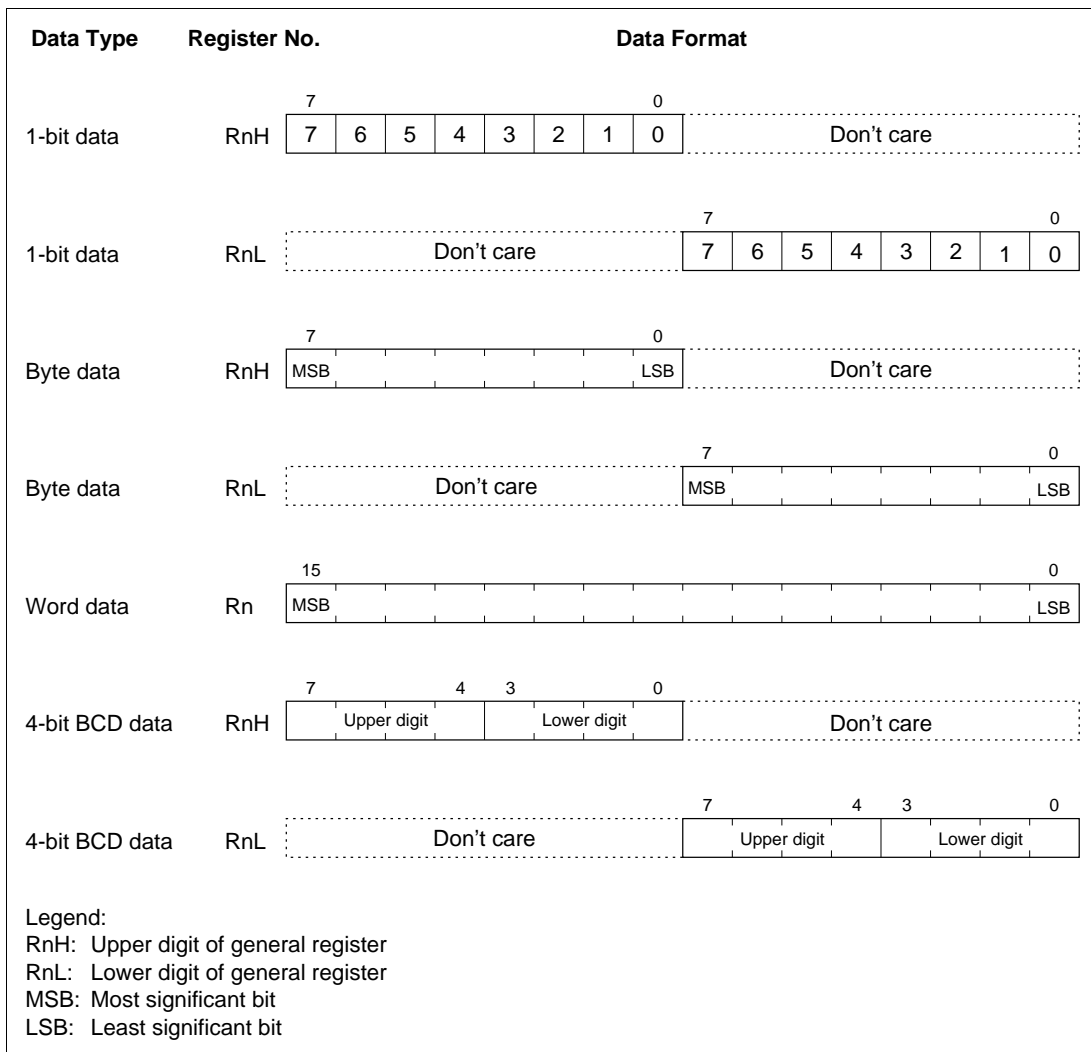 Data Type Register No. Data Format
7 0
1-bit data RnH 7 6 5 4 3 2 1 0 Don't care
7 0
1-bit data RnL Don't care 7 6 5 4 3 2 1 0
7 0
Byte data RnH MSB LSB Don't care
7 0
Byte data RnL Don't care MSB LSB
15 0
Word data Rn MSB LSB
7 4 3 0
4-bit BCD data RnH Upper digit Lower digit Don't care
7 4 3 0
4-bit BCD data RnL Don't care Upper digit Lower digit
Legend:
RnH: Upper digit of general register
RnL: Lower digit of general register
MSB: Most significant bit
LSB: Least significant bit